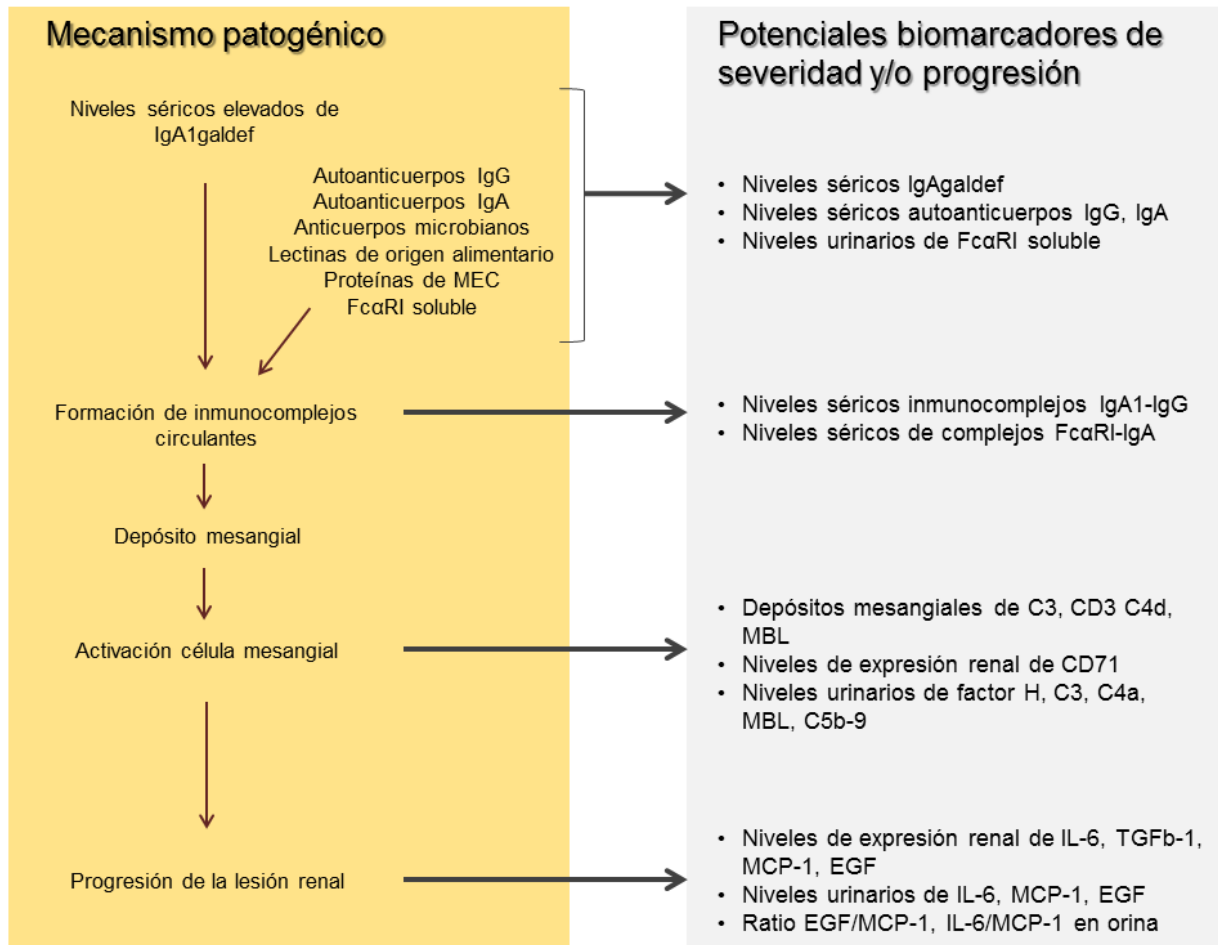 Mecanismo patogénico
Niveles séricos elevados de
IgA1galdef
Autoanticuerpos IgG
Autoanticuerpos IgA
Anticuerpos microbianos
Lectinas de origen alimentario
Proteínas de MEC
FcαRI soluble
Formación de inmunocomplejos
circulantes
Depósito mesangial
Activación célula mesangial
Progresión de la lesión renal
Potenciales biomarcadores de
severidad y/o progresión
• Niveles séricos IgAgaldef
• Niveles séricos autoanticuerpos IgG, IgA
• Niveles urinarios de FcαRI soluble
• Niveles séricos inmunocomplejos IgA1-IgG
• Niveles séricos de complejos FcαRI-IgA
• Depósitos mesangiales de C3, CD3 C4d,
MBL
• Niveles de expresión renal de CD71
• Niveles urinarios de factor H, C3, C4a,
MBL, C5b-9
• Niveles de expresión renal de IL-6, TGFb-1,
MCP-1, EGF
• Niveles urinarios de IL-6, MCP-1, EGF
• Ratio EGF/MCP-1, IL-6/MCP-1 en orina